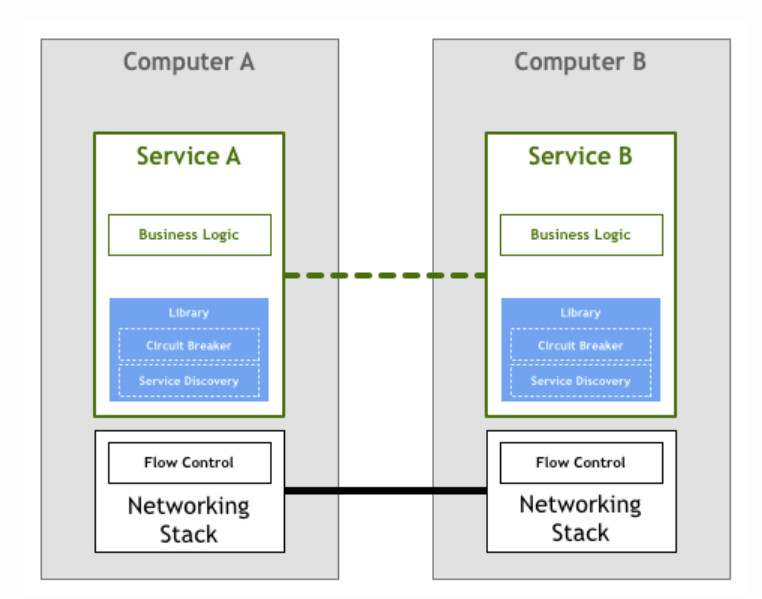 Computer A
Service A
Business Logic
Library
Circuit Breaker
Service Discovery
Flow Control
Networking
Stack
Computer B
Service B
Business Logic
Library
Circuit Breaker
Service Discovery
Flow Control
Networking
Stack